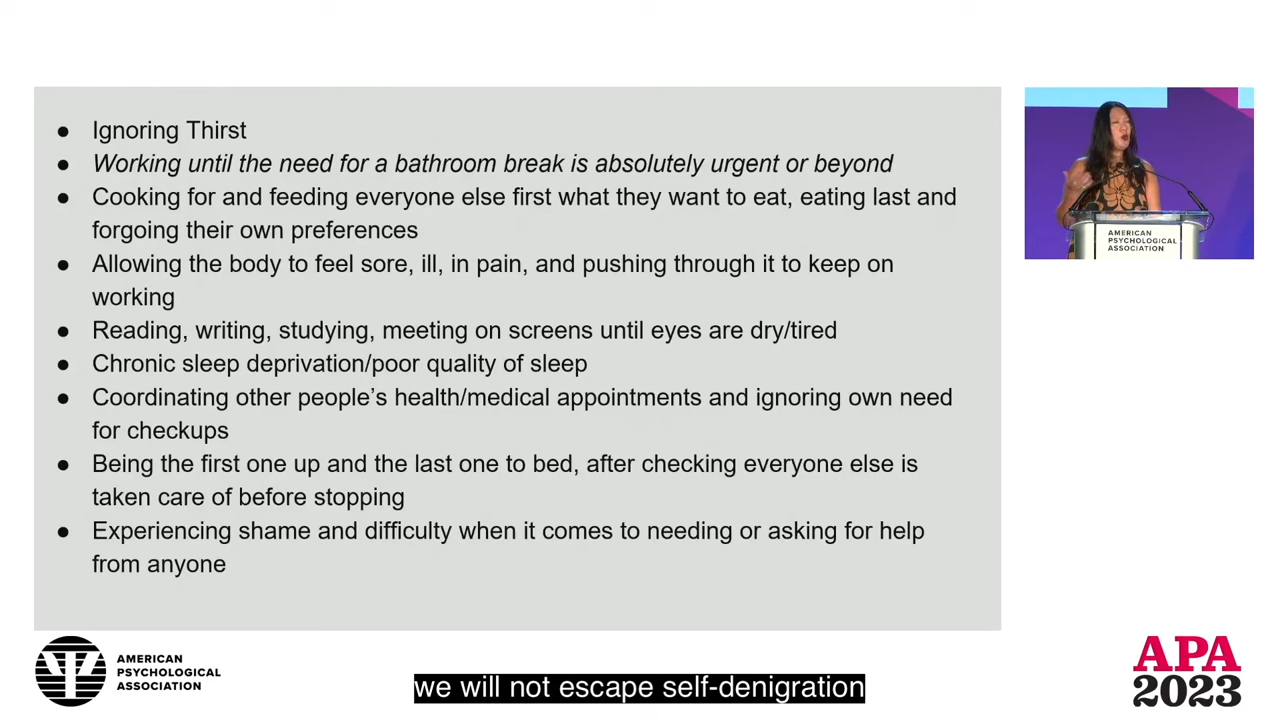 ● Ignoring Thirst
● Working until the need for a bathroom break is absolutely urgent or beyond
● Cooking for and feeding everyone else first what they want to eat, eating last and
forgoing their own preferences
● Allowing the body to feel sore, ill, in pain, and pushing through it to keep on
working
● Reading, writing, studying, meeting on screens until eyes are dry/tired
● Chronic sleep deprivation/poor quality of sleep
● Coordinating other people's health/medical appointments and ignoring own need
for checkups
● Being the first one up and the last one to bed, after checking everyone else is
taken care of before stopping
● Experiencing shame and difficulty when it comes to needing or asking for help
from anyone
AMERICAN
PSYCHOLOGICAL
ASSOCIATION
AMERICAN
PSYCHOLOGICAL
ASSOCIATION
we will not escape self-denigration
APA
2023